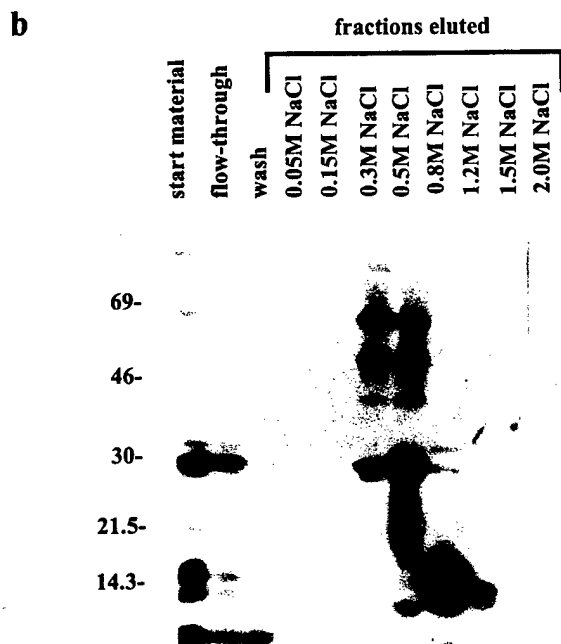 b
fractions eluted
start material
flow-through
wash
0.05M NaCl
0.15M NaCl
0.3M NaCl
0.5M NaCl
0.8M NaCl
1.2M NaCl
1.5M NaCl
2.0M NaCl
69-
46-
30-
21.5-
14.3-